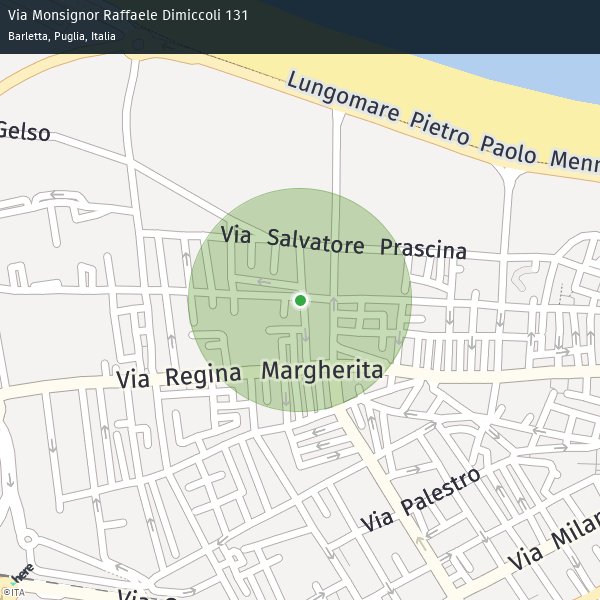 Via Monsignor Raffaele Dimiccoli 131
Barletta, Puglia, Italia
Lungomare Pietro Paolo Menn
Gelso
Via Salvatore Prascina
Via Regina Margherita
Via Palestro
Via Milan
Via
here
©ITA